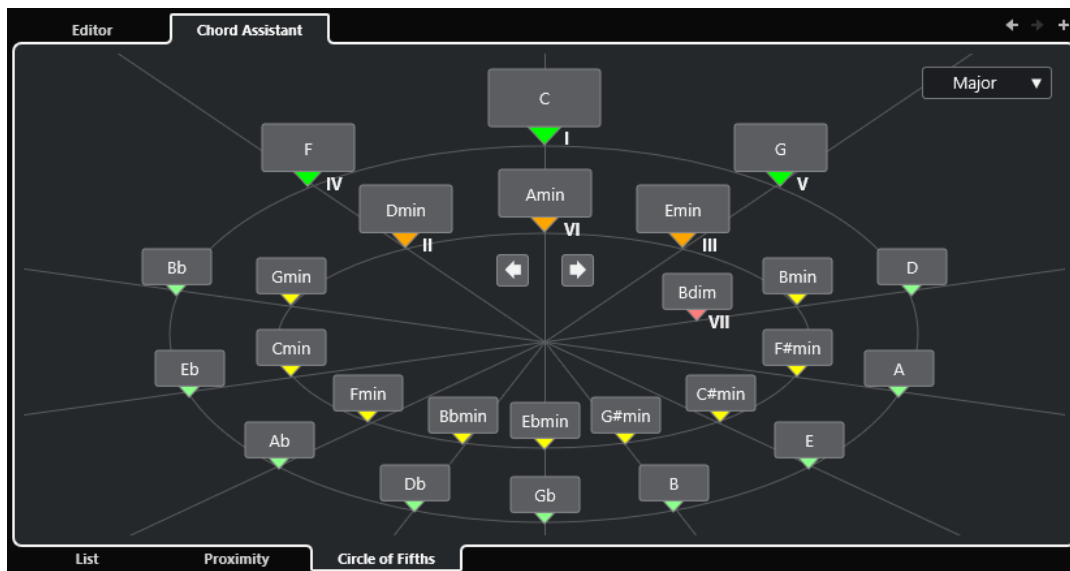 Editor
Chord Assistant
Major
C
I
F
IV
G
V
Amin
VI
Dmin
II
Emin
III
Bb
Gmin
Bdim
VII
Bmin
D
Eb
Cmin
F#min
A
Fmin
C#min
Bbmin
Ebmin
G#min
Ab
E
Db
Gb
B
List
Proximity
Circle of Fifths